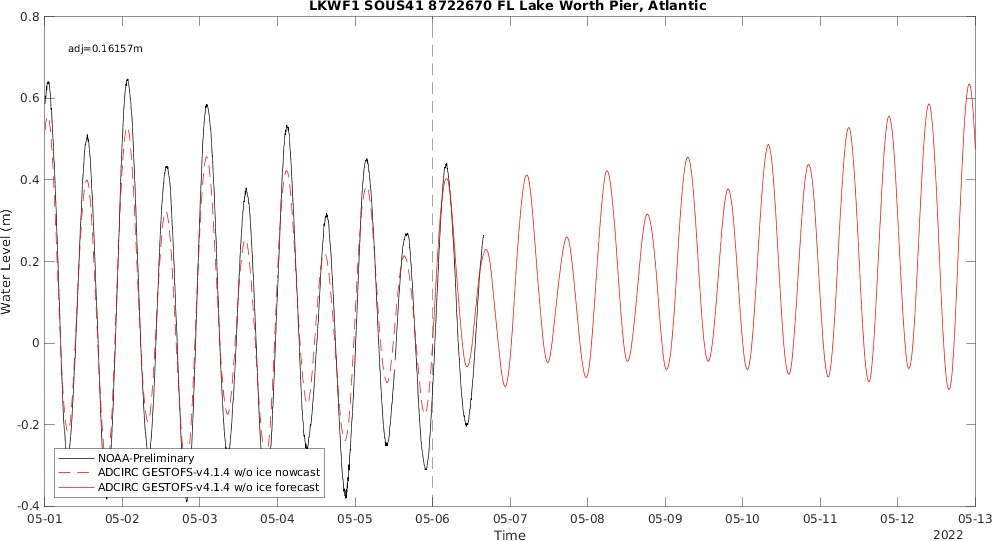 LKWF1 SOUS41 8722670 FL Lake Worth Pier, Atlantic
0.8
adj=0.16157m
0.6
0.4
0.2
0
-0.2
-0.4
Water Level (m)
NOAA-Preliminary
ADCIRC GESTOFS-v4.1.4 w/o ice nowcast
ADCIRC GESTOFS-v4.1.4 w/o ice forecast
05-01 05-02 05-03 05-04 05-05 05-06 05-07 05-08 05-09 05-10 05-11 05-12 05-13
Time
2022